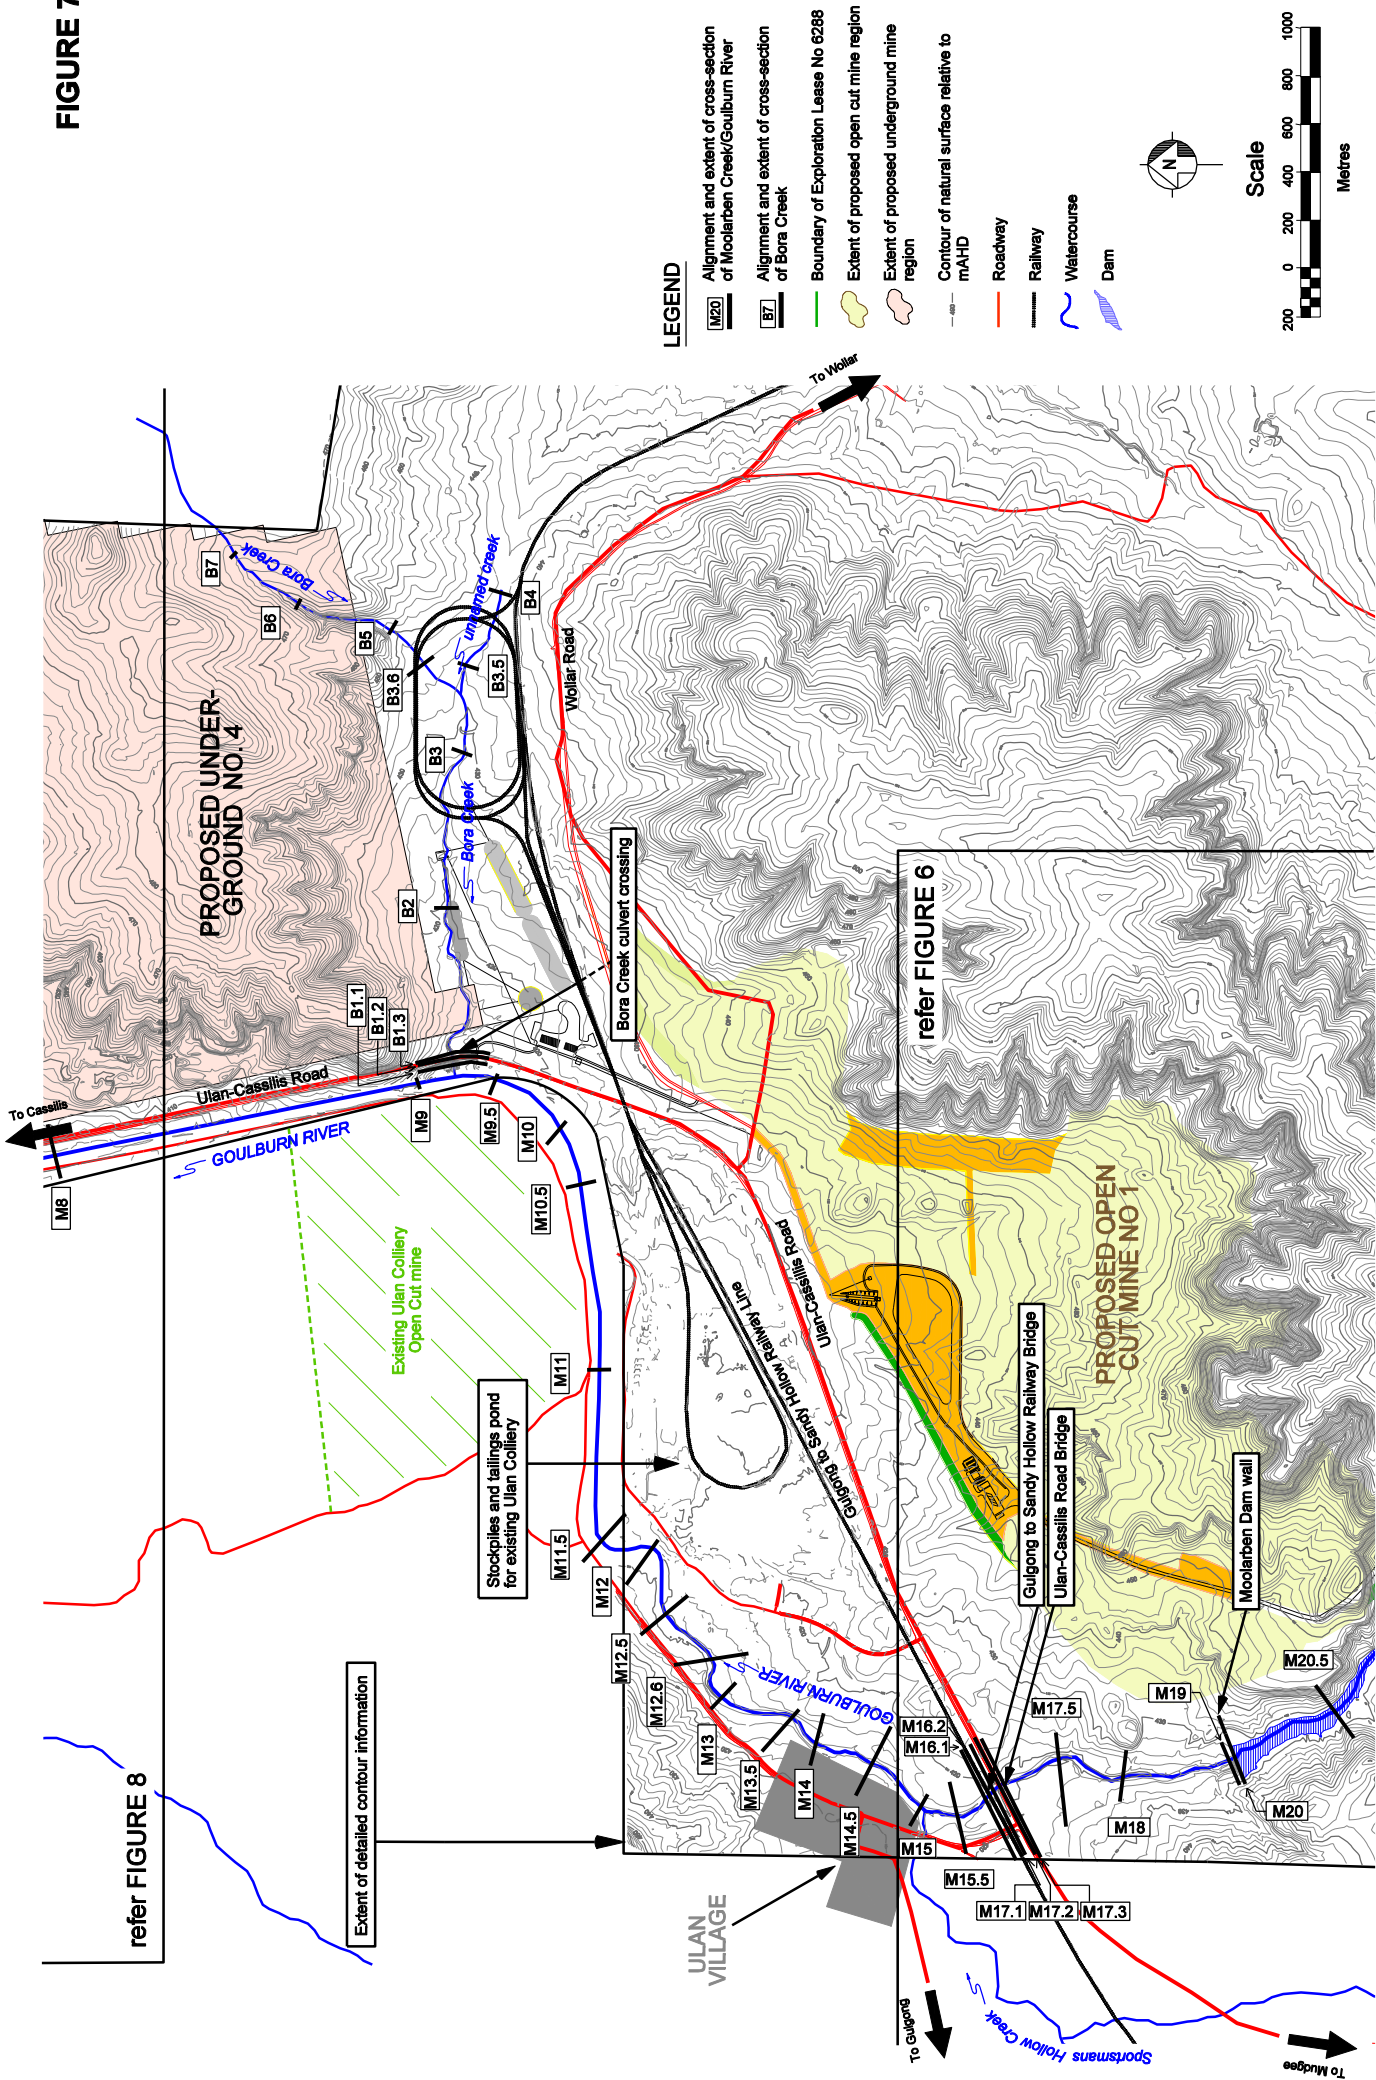 FIGURE 7
LEGEND
M20
Alignment and extent of cross-section
of Moolarben Creek/Goulburn River
B7
Alignment and extent of cross-section
of Bora Creek
Boundary of Exploration Lease No 6288
Extent of proposed open cut mine region
Extent of proposed underground mine
region
Contour of natural surface relative to
mAHD
Roadway
Railway
Watercourse
Dam
N
Scale
200
0
200
400
600
800
1000
Metres
refer FIGURE 8
refer FIGURE 6
PROPOSED UNDER-
GROUND NO. 4
PROPOSED OPEN
CUT MINE NO 1
Existing Ulan Colliery
Open Cut mine
Stockpiles and tailings pond
for existing Ulan Colliery
Extent of detailed contour information
Bora Creek culvert crossing
Gulgong to Sandy Hollow Railway Bridge
Ulan-Cassilis Road Bridge
Moolarben Dam wall
ULAN
VILLAGE
To Cassilis
To Wollar
To Gulgong
To Mudgee
Ulan-Cassilis Road
Ulan-Cassilis Road
Wollar Road
Gulgong to Sandy Hollow Railway Line
GOULBURN RIVER
GOULBURN RIVER
Bora Creek
Bora Creek
unnamed creek
Sportsmans Hollow Creek
B7
B6
B5
B3.6
B4
B3.5
B3
B2
B1.1
B1.2
B1.3
M8
M9
M9.5
M10
M10.5
M11
M11.5
M12
M12.5
M12.6
M13
M13.5
M14
M14.5
M15
M15.5
M16.1
M16.2
M17.1
M17.2
M17.3
M17.5
M18
M19
M20
M20.5